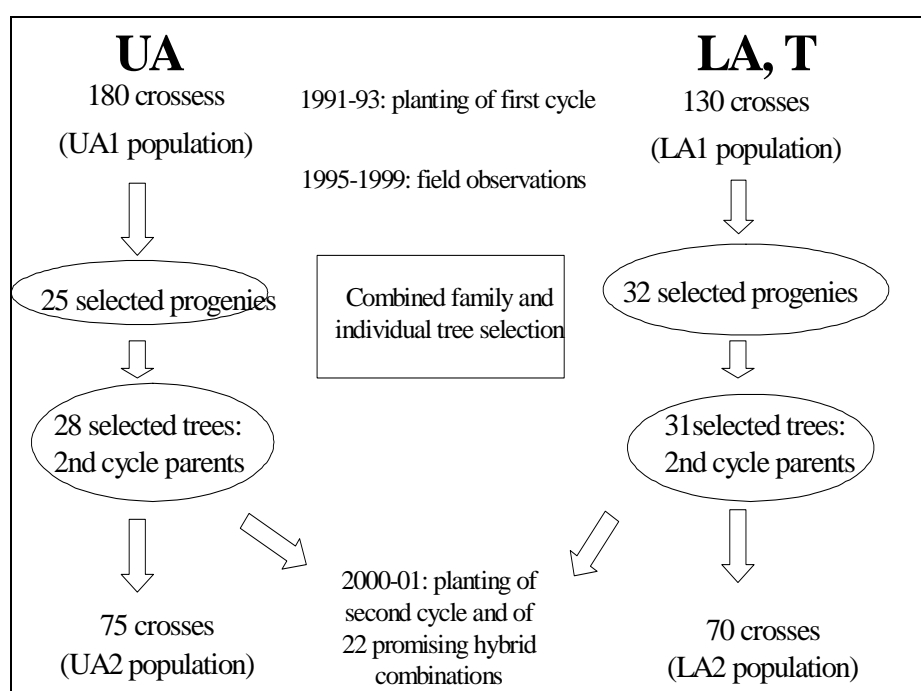 UA
180 crossess
(UA1 population)
1991-93: planting of first cycle
LA, T
130 crosses
(LA1 population)
1995-1999: field observations
25 selected progenies
Combined family and
individual tree selection
32 selected progenies
28 selected trees:
2nd cycle parents
31selected trees:
2nd cycle parents
75 crosses
(UA2 population)
2000-01: planting of
second cycle and of
22 promising hybrid
combinations
70 crosses
(LA2 population)